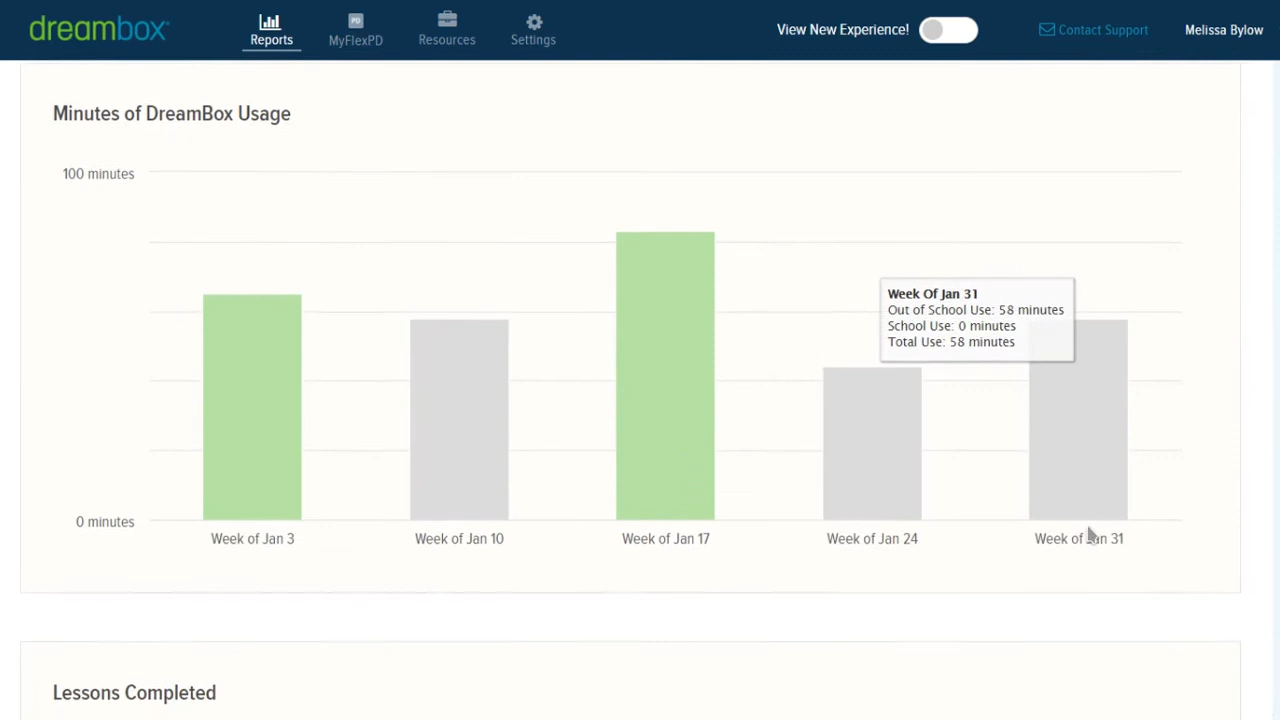 dreambox
Reports
PD
MyFlexPD
Resources
Settings
View New Experience!
Contact Support
Melissa Bylow
Minutes of DreamBox Usage
100 minutes
Week Of Jan 31
Out of School Use: 58 minutes
School Use: 0 minutes
Total Use: 58 minutes
0 minutes
Week of Jan 3
Week of Jan 10
Week of Jan 17
Week of Jan 24
Week of Jan 31
Lessons Completed